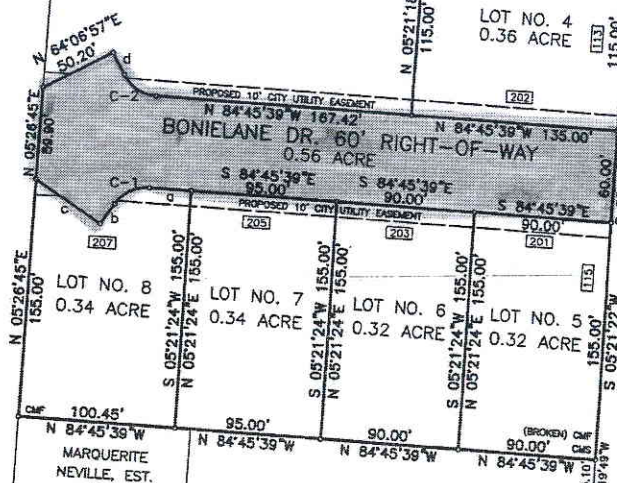 LOT NO. 4
0.36 ACRE
113
115.00'
N 05°21'18
115.00'
N 64°06'57"E
50.20'
d
C-2
PROPOSED 10' CITY UTILITY EASEMENT
202
N 84°45'39"W 167.42'
N 84°45'39"W 135.00'
N 05°26'45"E
BONIELANE DR. 60' RIGHT-OF-WAY
0.56 ACRE
60.00'
C-1
S 84°45'39"E
95.00'
S 84°45'39"E
90.00'
S 84°45'39"E
90.00'
a
b
c
PROPOSED 10' CITY UTILITY EASEMENT
207
205
203
201
115
LOT NO. 8
0.34 ACRE
LOT NO. 7
0.34 ACRE
LOT NO. 6
0.32 ACRE
LOT NO. 5
0.32 ACRE
N 05°26'45"E
155.00'
S 05°21'24"W 155.00'
N 05°21'24"E 155.00'
S 05°21'24"W 155.00'
N 05°21'24"E 155.00'
S 05°21'24"W 155.00'
N 05°21'24"E 155.00'
S 05°21'22"W
155.00'
CMF
100.45'
N 84°45'39"W
95.00'
N 84°45'39"W
90.00'
N 84°45'39"W
(BROKEN) CMF
90.00'
CMS
N 84°45'39"W
MARQUERITE
NEVILLE, EST.